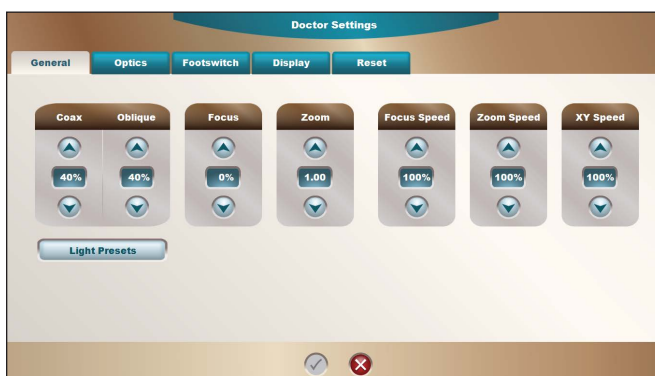 Doctor Settings
General Optics Footswitch Display Reset
Coax Oblique Focus Zoom Focus Speed Zoom Speed XY Speed
40% 40% 0% 1.00 100% 100% 100%
Light Presets